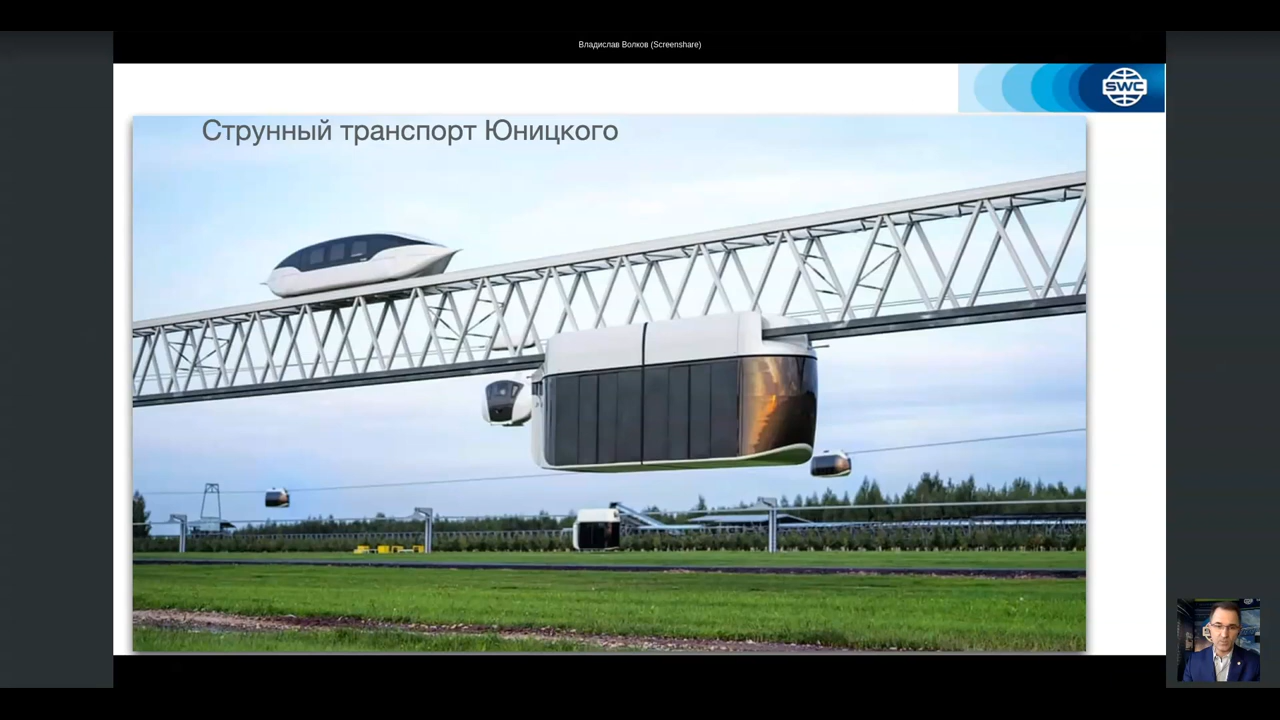 Владислав Волков (Screenshare)
SWC
Струнный транспорт Юницкого